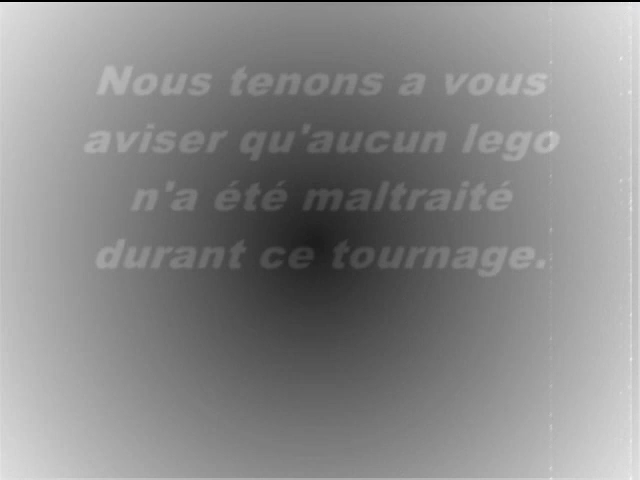 Nous tenons a vous
aviser qu'aucun lego
n'a été maltraité
durant ce tournage.